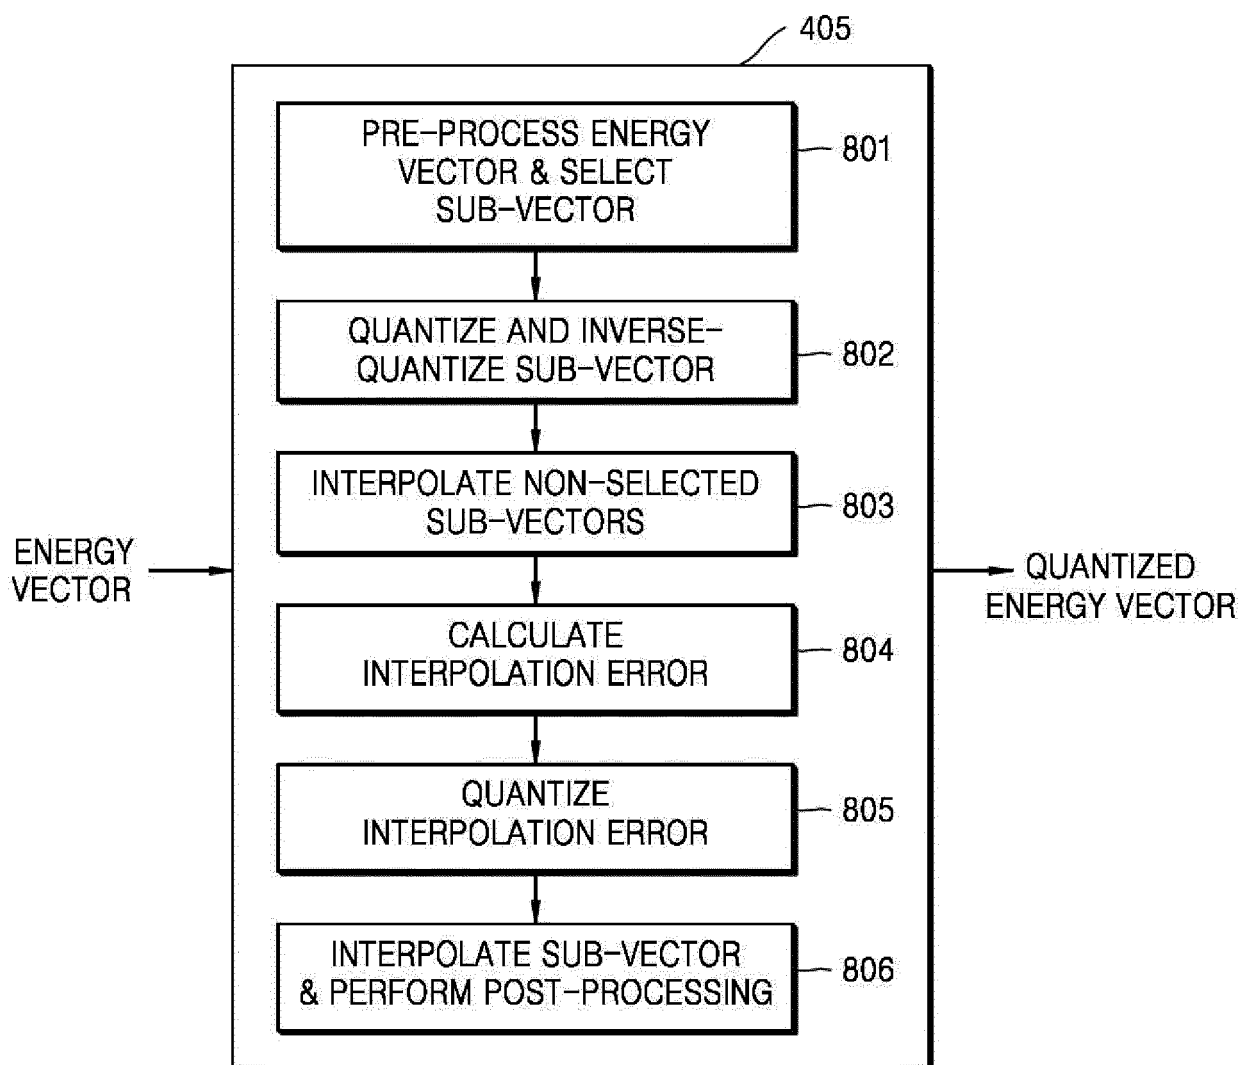 405
PRE-PROCESS ENERGY
VECTOR & SELECT
SUB-VECTOR
801
QUANTIZE AND INVERSE-
QUANTIZE SUB-VECTOR
802
INTERPOLATE NON-SELECTED
SUB-VECTORS
803
ENERGY
VECTOR
QUANTIZED
ENERGY VECTOR
CALCULATE
INTERPOLATION ERROR
804
QUANTIZE
INTERPOLATION ERROR
805
INTERPOLATE SUB-VECTOR
& PERFORM POST-PROCESSING
806